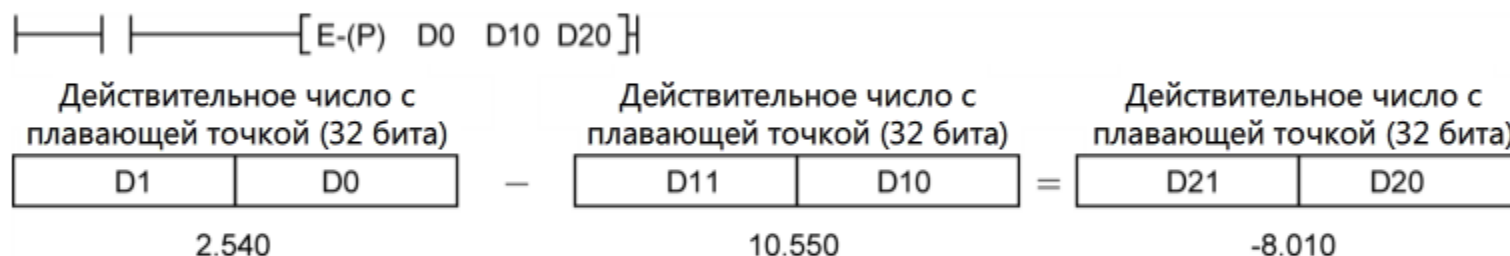 E-(P) D0 D10 D20
Действительное число с плавающей точкой (32 бита)
Действительное число с плавающей точкой (32 бита)
Действительное число с плавающей точкой (32 бита)
D1 D0 − D11 D10 = D21 D20
2.540 10.550 -8.010